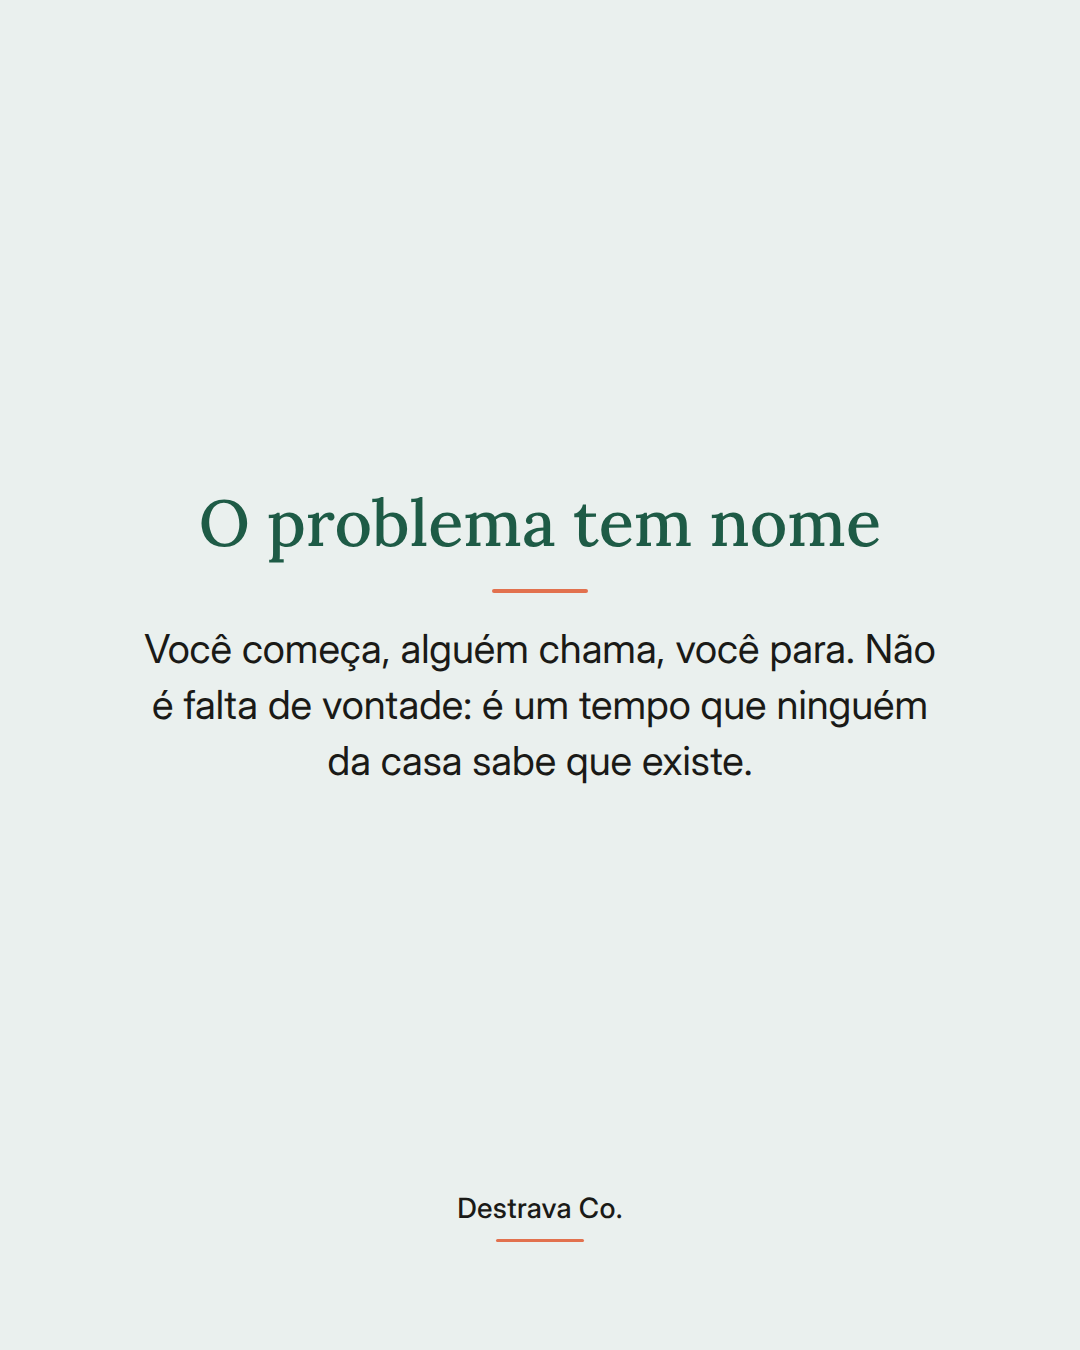 O problema tem nome
Você começa, alguém chama, você para. Não
é falta de vontade: é um tempo que ninguém
da casa sabe que existe.
Destrava Co.